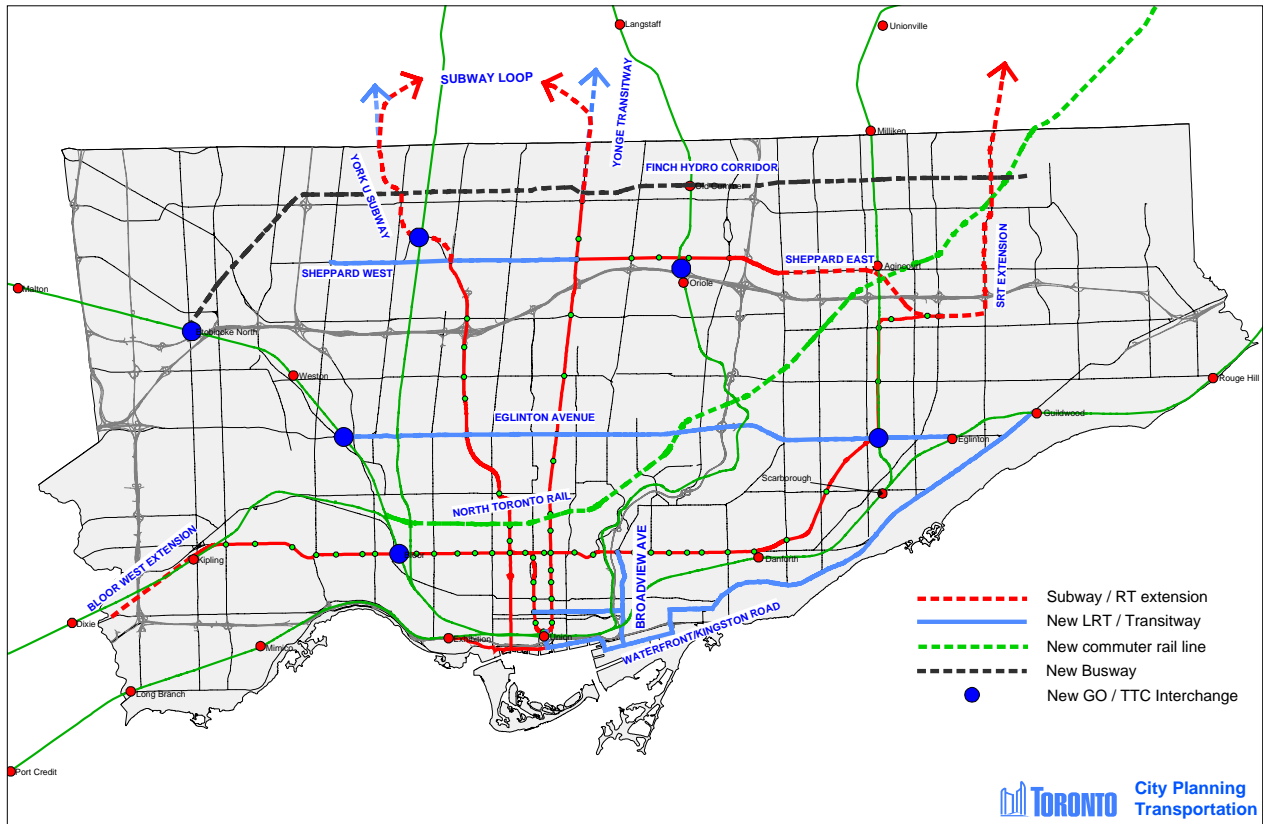 Langstaff
Unionville
SUBWAY LOOP
YONGE TRANSITWAY
Milliken
YORK U SUBWAY
FINCH HYDRO CORRIDOR
Old Cummer
SHEPPARD WEST
SHEPPARD EAST
Agincourt
SRT EXTENSION
Malton
Oriole
Etobicoke North
Weston
Rouge Hill
EGLINTON AVENUE
Guildwood
Eglinton
Scarborough
NORTH TORONTO RAIL
BLOOR WEST EXTENSION
Kipling
Bloor
Danforth
BROADVIEW AVE
Dixie
Mimico
Exhibition
Union
WATERFRONT/KINGSTON ROAD
Long Branch
Port Credit
Subway / RT extension
New LRT / Transitway
New commuter rail line
New Busway
New GO / TTC Interchange
TORONTO
City Planning
Transportation